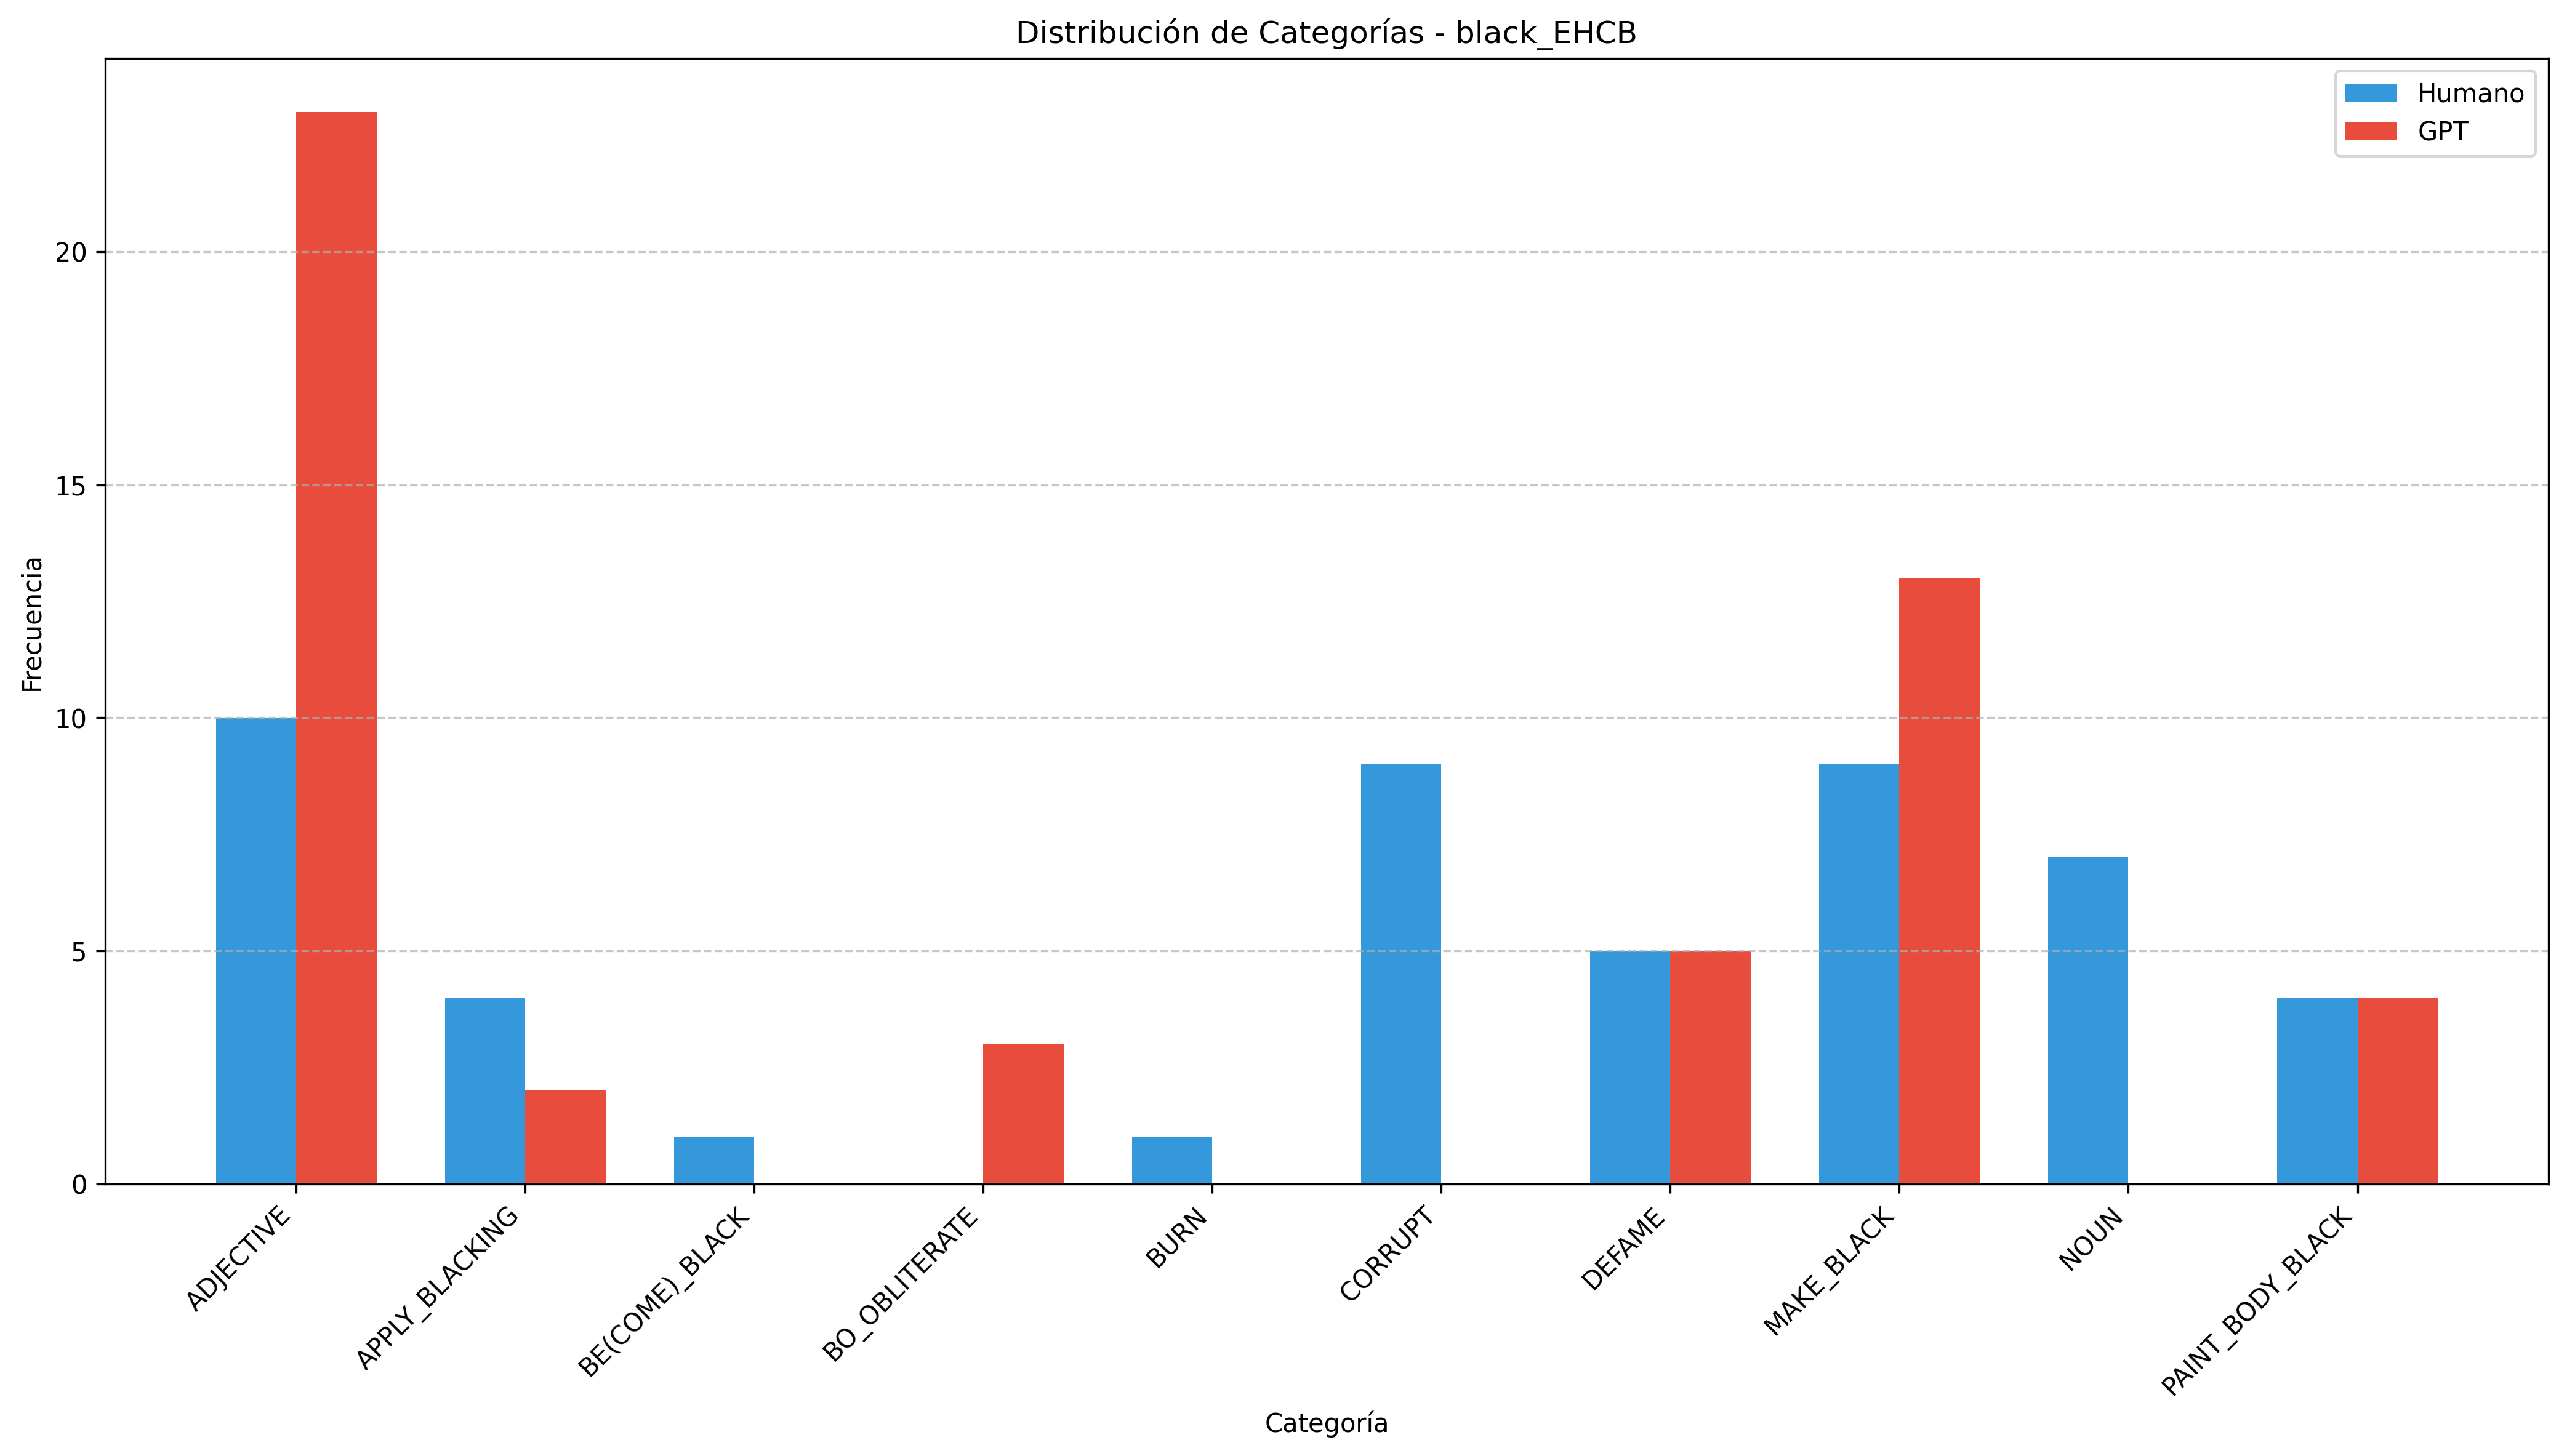 Distribución de Categorías - black_EHCB
Humano
GPT
Frecuencia
20
15
10
5
0
ADJECTIVE
APPLY_BLACKING
BE(COME)_BLACK
BO_OBLITERATE
BURN
CORRUPT
DEFAME
MAKE_BLACK
NOUN
PAINT_BODY_BLACK
Categoría